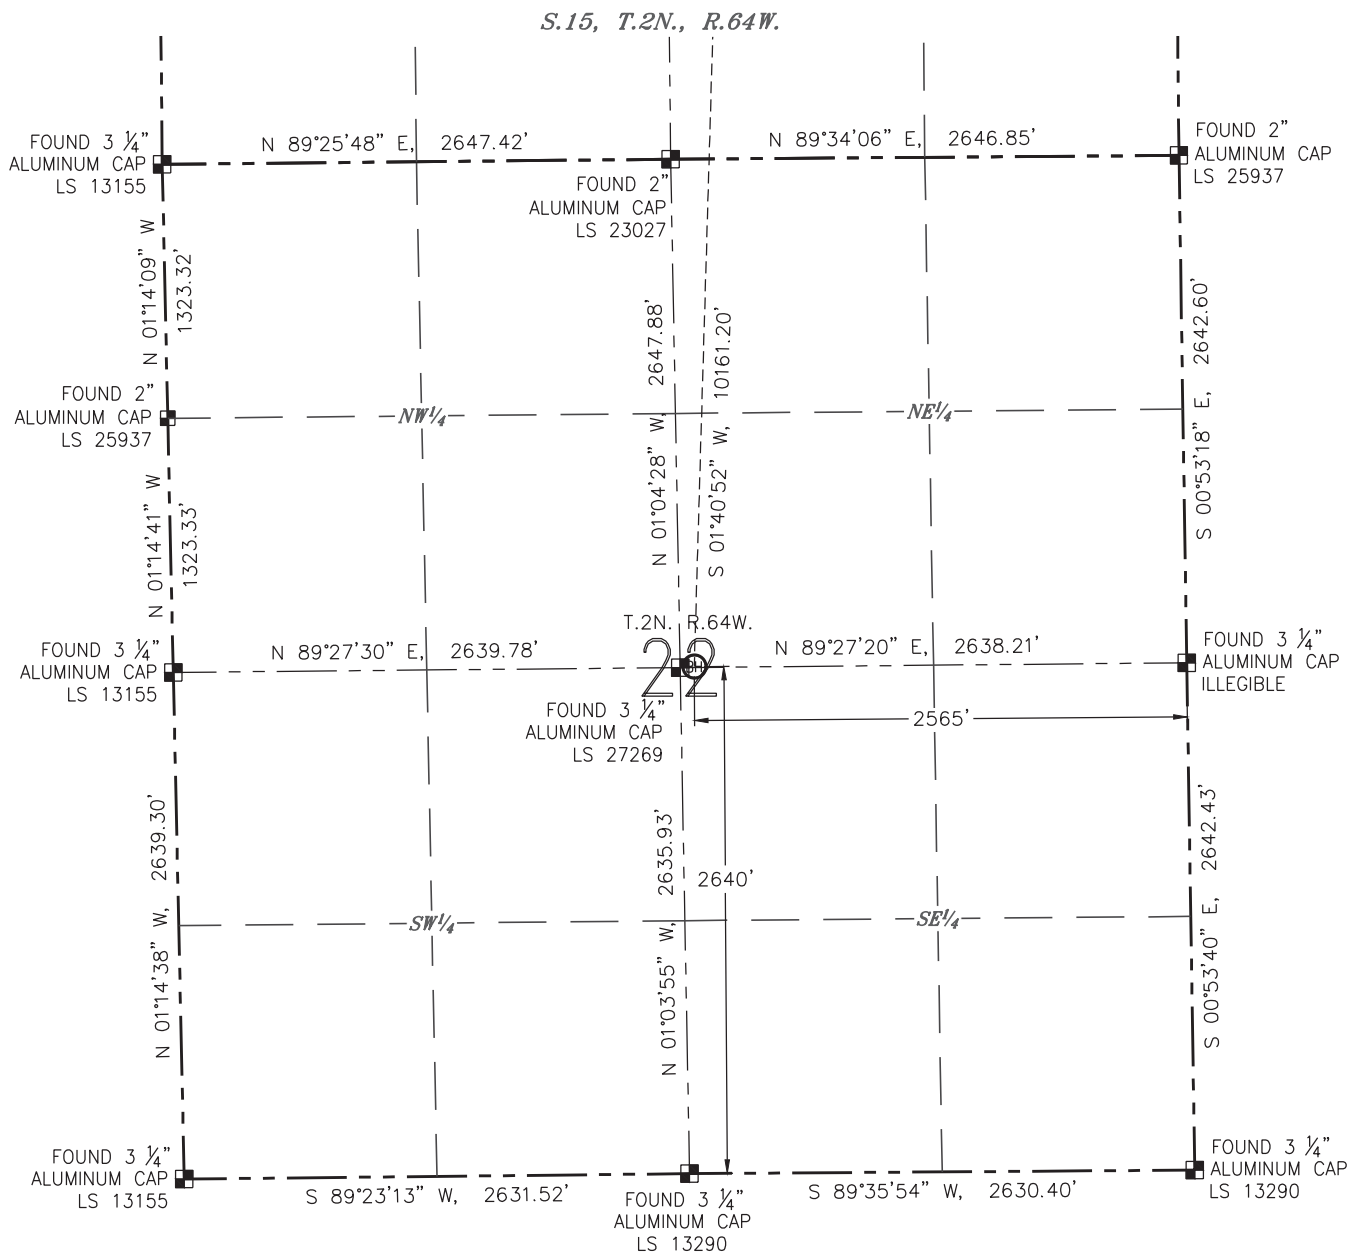 S.15, T.2N., R.64W.
FOUND 3 ¼"
ALUMINUM CAP
LS 13155
N 89°25'48" E, 2647.42'
N 89°34'06" E, 2646.85'
FOUND 2"
ALUMINUM CAP
LS 25937
FOUND 2"
ALUMINUM CAP
LS 23027
N 01°14'09" W
1323.32'
N 01°04'28" W, 2647.88'
S 01°40'52" W, 10161.20'
S 00°53'18" E, 2642.60'
FOUND 2"
ALUMINUM CAP
LS 25937
NW¼
NE¼
N 01°14'41" W
1323.33'
T.2N. R.64W.
22
FOUND 3 ¼"
ALUMINUM CAP
LS 13155
N 89°27'30" E, 2639.78'
N 89°27'20" E, 2638.21'
FOUND 3 ¼"
ALUMINUM CAP
ILLEGIBLE
FOUND 3 ¼"
ALUMINUM CAP
LS 27269
2565'
N 01°14'38" W, 2639.30'
N 01°03'55" W, 2635.93'
2640'
S 00°53'40" E, 2642.43'
SW¼
SE¼
FOUND 3 ¼"
ALUMINUM CAP
LS 13155
S 89°23'13" W, 2631.52'
FOUND 3 ¼"
ALUMINUM CAP
LS 13290
S 89°35'54" W, 2630.40'
FOUND 3 ¼"
ALUMINUM CAP
LS 13290